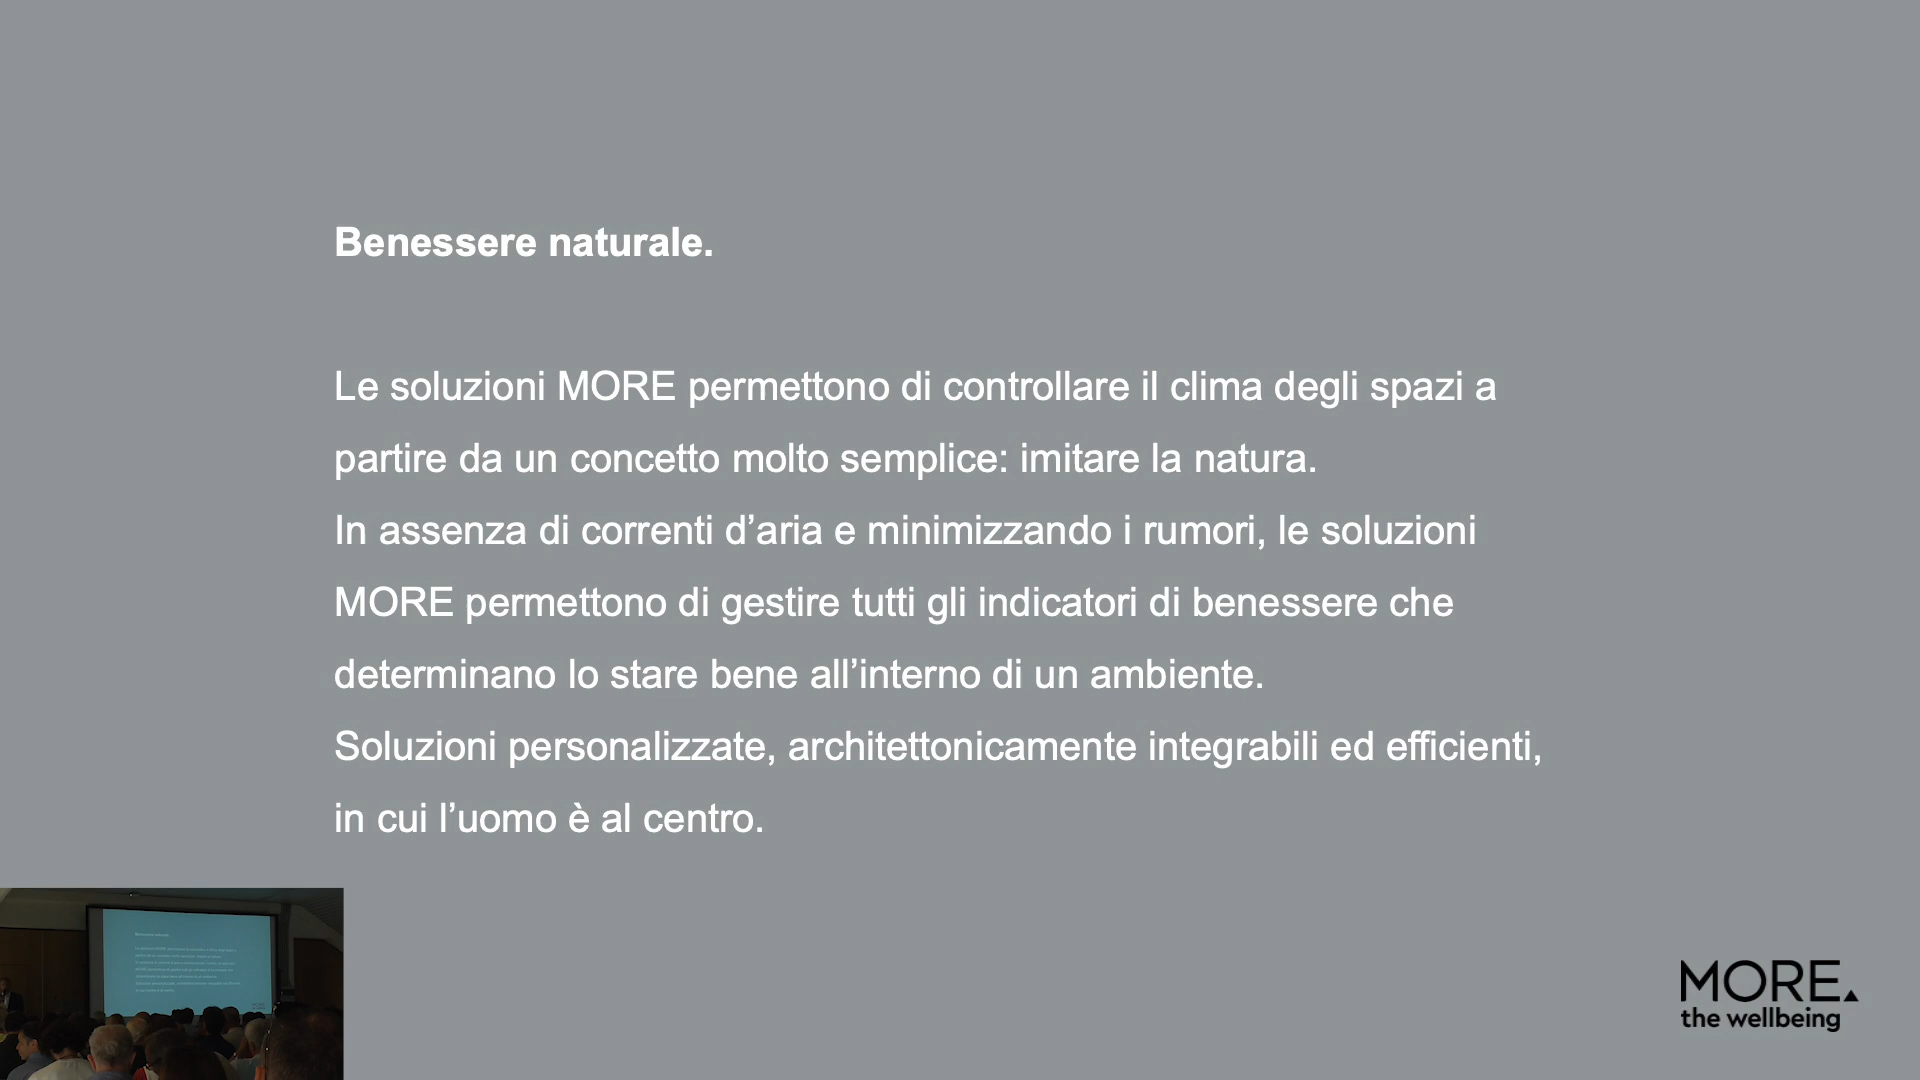 Benessere naturale.
Le soluzioni MORE permettono di controllare il clima degli spazi a
partire da un concetto molto semplice: imitare la natura.
In assenza di correnti d’aria e minimizzando i rumori, le soluzioni
MORE permettono di gestire tutti gli indicatori di benessere che
determinano lo stare bene all’interno di un ambiente.
Soluzioni personalizzate, architettonicamente integrabili ed efficienti,
in cui l’uomo è al centro.
MORE.
the wellbeing